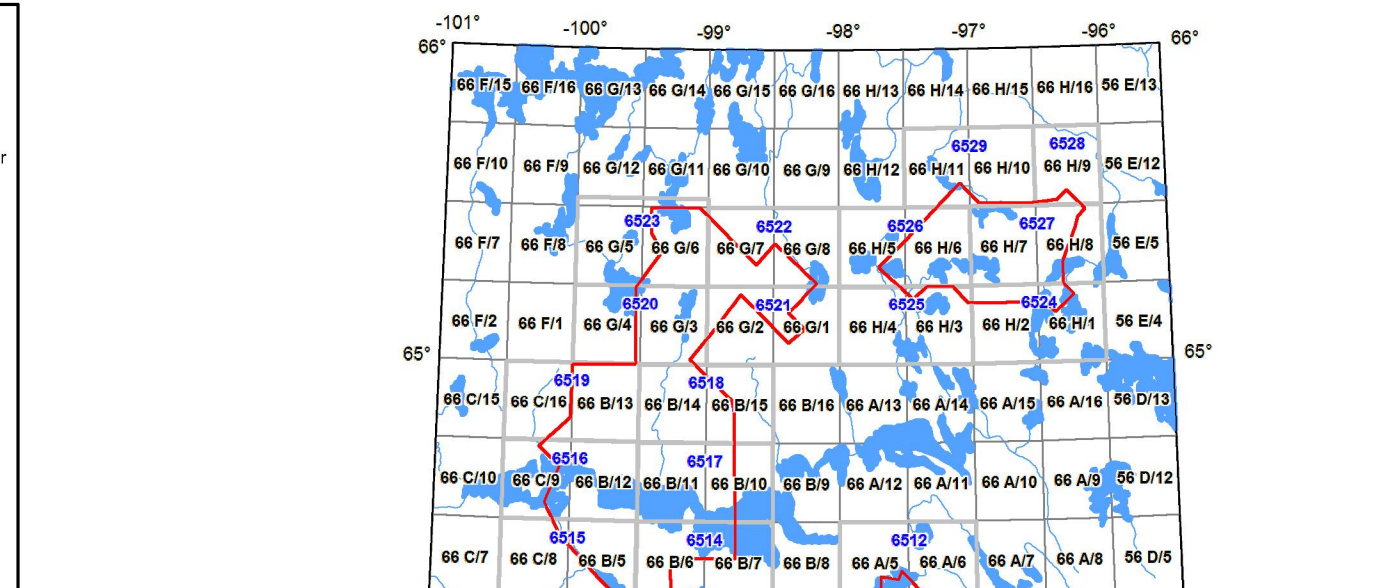 -101° -100° -99° -98° -97° -96°
66° 66°
66 F/15 66 F/16 66 G/13 66 G/14 66 G/15 66 G/16 66 H/13 66 H/14 66 H/15 66 H/16 56 E/13
6529 6528
r
66 F/10 66 F/9 66 G/12 66 G/11 66 G/10 66 G/9 66 H/12 66 H/11 66 H/10 66 H/9 56 E/12
6523 6522 6526 6527
66 F/7 66 F/8 66 G/5 66 G/6 66 G/7 66 G/8 66 H/5 66 H/6 66 H/7 66 H/8 56 E/5
6520 6521 6525 6524
66 F/2 66 F/1 66 G/4 66 G/3 66 G/2 66 G/1 66 H/4 66 H/3 66 H/2 66 H/1 56 E/4
65° 65°
6519 6518
66 C/15 66 C/16 66 B/13 66 B/14 66 B/15 66 B/16 66 A/13 66 A/14 66 A/15 66 A/16 56 D/13
6516 6517
66 C/10 66 C/9 66 B/12 66 B/11 66 B/10 66 B/9 66 A/12 66 A/11 66 A/10 66 A/9 56 D/12
6515 6514 6512
66 C/7 66 C/8 66 B/5 66 B/6 66 B/7 66 B/8 66 A/5 66 A/6 66 A/7 66 A/8 56 D/5